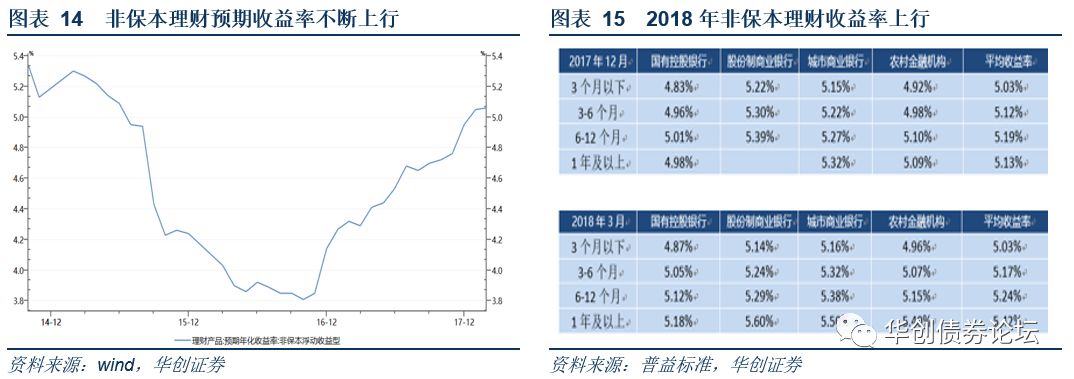 图表 14 非保本理财预期收益率不断上行
% %
5.4 5.4
5.2 5.2
5.0 5.0
4.8 4.8
4.6 4.6
4.4 4.4
4.2 4.2
4.0 4.0
3.8 3.8
14-12 15-12 16-12 17-12
理财产品:预期年化收益率:非保本浮动收益型
资料来源：wind，华创证券
图表 15 2018 年非保本理财收益率上行
2017 年 12 月 国有控股银行 股份制商业银行 城市商业银行 农村金融机构 平均收益率
3 个月以下 4.83% 5.22% 5.15% 4.92% 5.03%
3-6 个月 4.96% 5.30% 5.22% 4.98% 5.12%
6-12 个月 5.01% 5.39% 5.27% 5.10% 5.19%
1 年及以上 4.98% 5.32% 5.09% 5.13%
2018 年 3 月 国有控股银行 股份制商业银行 城市商业银行 农村金融机构 平均收益率
3 个月以下 4.87% 5.14% 5.16% 4.96% 5.03%
3-6 个月 5.05% 5.24% 5.32% 5.07% 5.17%
6-12 个月 5.12% 5.29% 5.38% 5.15% 5.24%
1 年及以上 5.18% 5.60%
华创债券论坛
资料来源：普益标准，华创证券